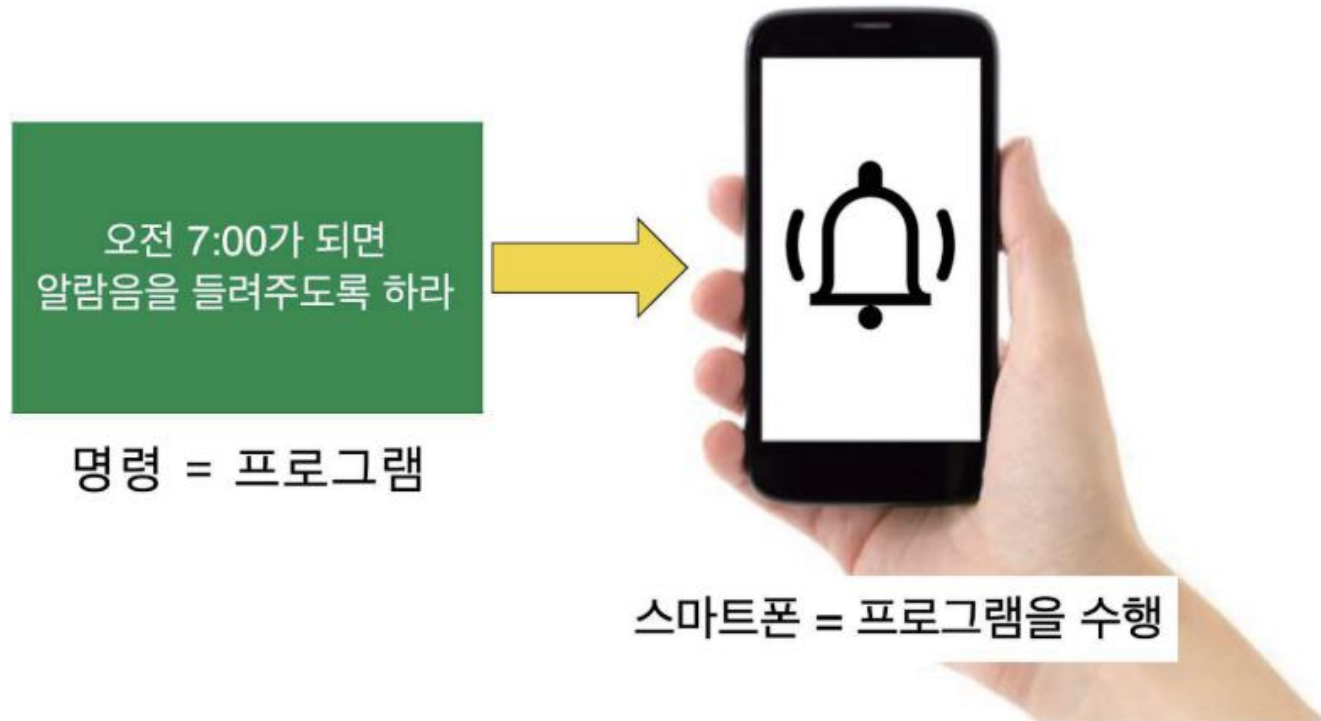 오전 7:00가 되면
알람음을 들려주도록 하라
명령 = 프로그램
스마트폰 = 프로그램을 수행